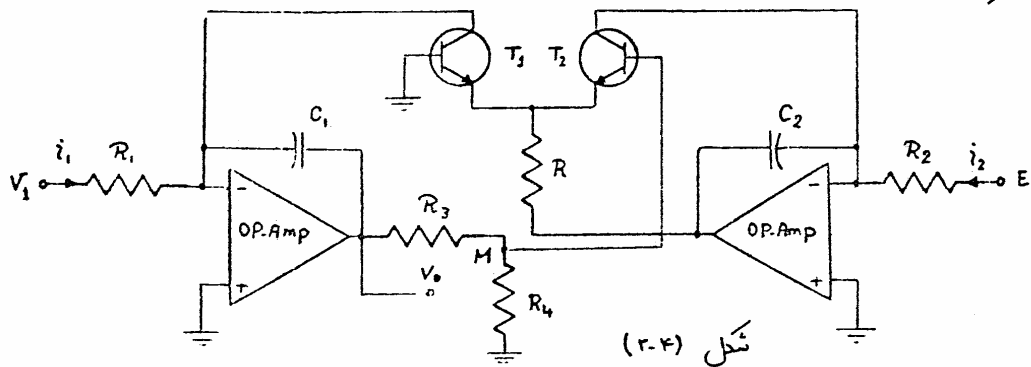 T₁ T₂
C₁ C₂
i₁ R₁ R R₂ i₂
V₁ E
OP-Amp R₃ OP-Amp
M
V₀
R₄
شکل (۲-۴)